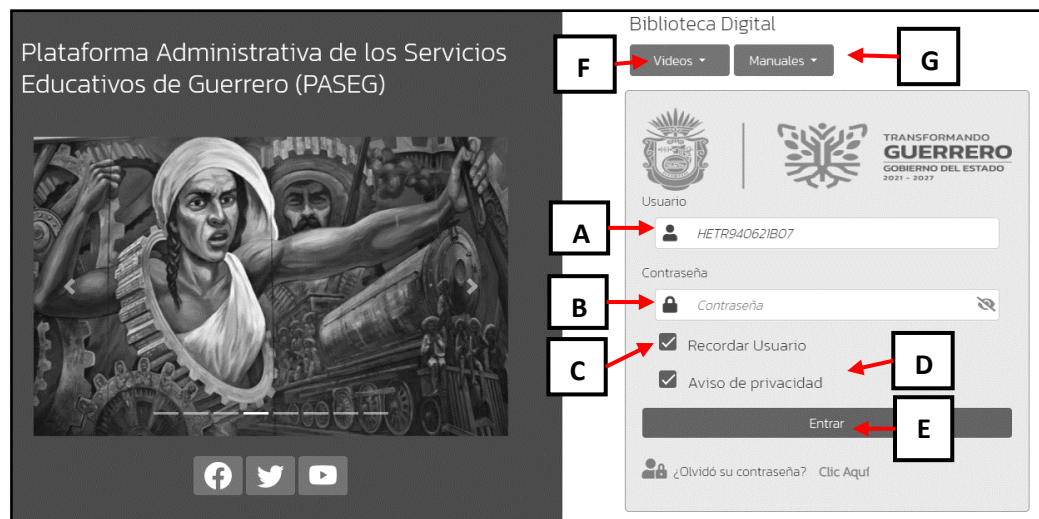 Plataforma Administrativa de los Servicios
Educativos de Guerrero (PASEG)
Biblioteca Digital
F
Videos
Manuales
G
TRANSFORMANDO
GUERRERO
GOBIERNO DEL ESTADO
2021 - 2027
Usuario
A
HETR940621B07
Contraseña
B
Contraseña
C
Recordar Usuario
D
Aviso de privacidad
Entrar
E
¿Olvidó su contraseña? Clic Aquí